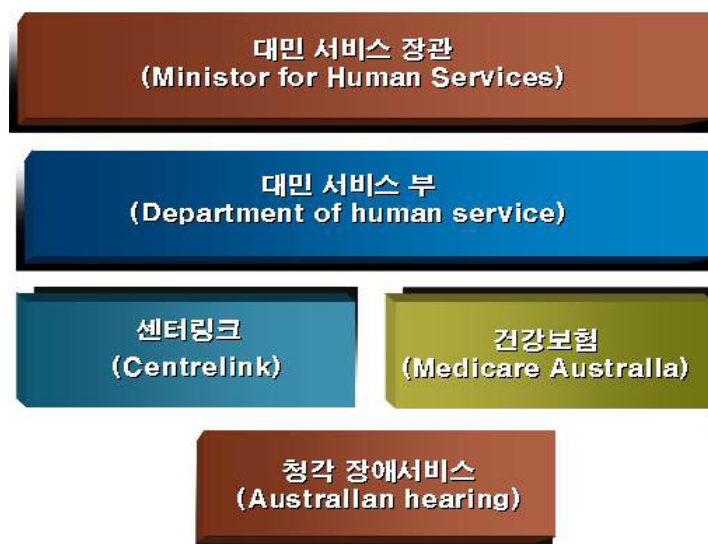 대민 서비스 장관
(Ministor for Human Services)
대민 서비스 부
(Department of human service)
센터링크
(Centrelink)
건강보험
(Medicare Australla)
청각 장애서비스
(Australlan hearing)